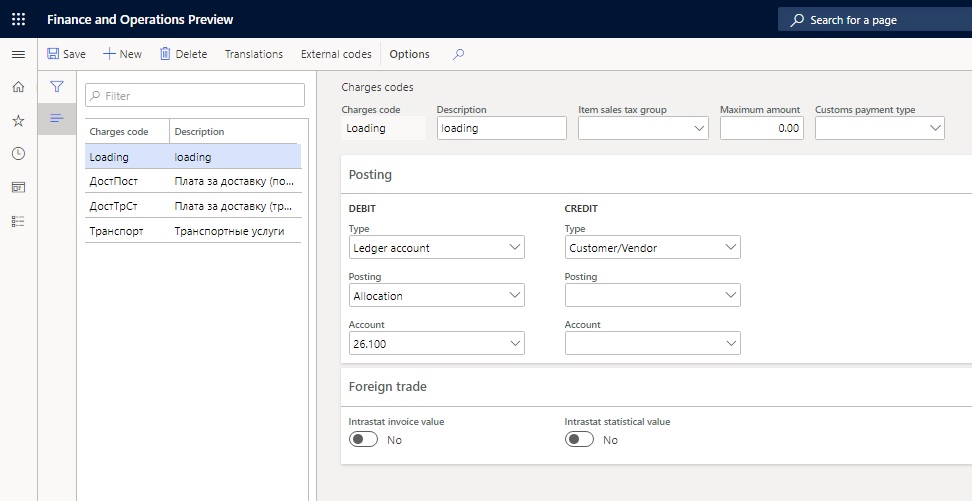 Finance and Operations Preview
Search for a page
Save New Delete Translations External codes Options
Filter
Charges code Description
Loading loading
ДостПост Плата за доставку (по...
ДостТрСт Плата за доставку (тр...
Транспорт Транспортные услуги
Charges codes
Charges code Description Item sales tax group Maximum amount Customs payment type
Loading loading 0.00
Posting
DEBIT CREDIT
Type Type
Ledger account Customer/Vendor
Posting Posting
Allocation
Account Account
26.100
Foreign trade
Intrastat invoice value Intrastat statistical value
No No